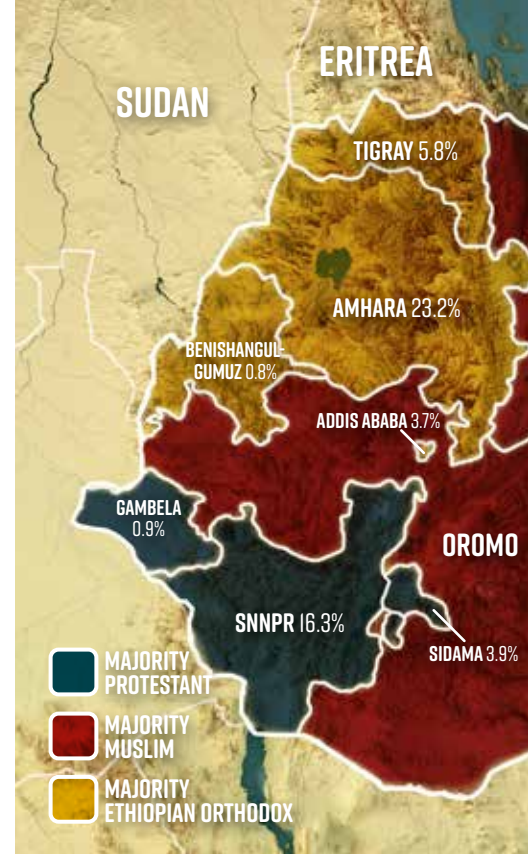 ERITREA
SUDAN
TIGRAY 5.8%
AMHARA 23.2%
BENISHANGUL-
GUMUZ 0.8%
ADDIS ABABA 3.7%
GAMBELA
0.9%
OROMO
SNNPR 16.3%
SIDAMA 3.9%
MAJORITY
PROTESTANT
MAJORITY
MUSLIM
MAJORITY
ETHIOPIAN ORTHODOX